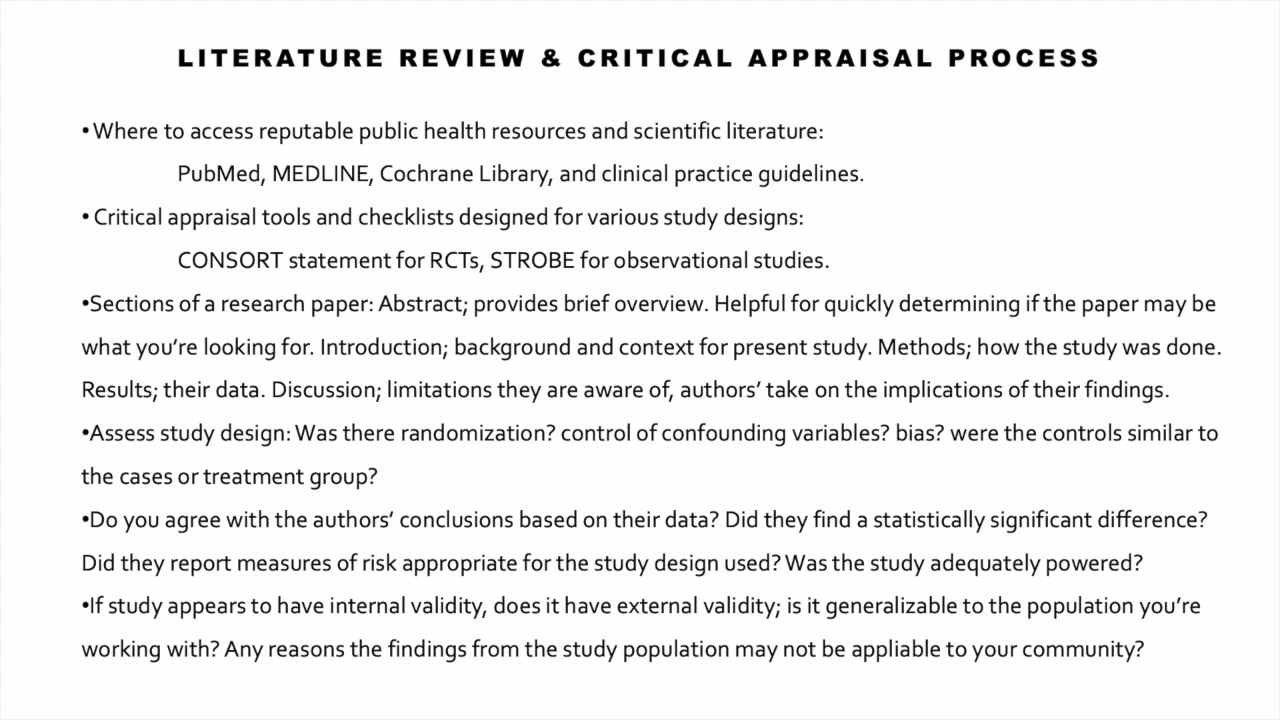 LITERATURE REVIEW & CRITICAL APPRAISAL PROCESS
• Where to access reputable public health resources and scientific literature:
PubMed, MEDLINE, Cochrane Library, and clinical practice guidelines.
• Critical appraisal tools and checklists designed for various study designs:
CONSORT statement for RCTs, STROBE for observational studies.
•Sections of a research paper: Abstract; provides brief overview. Helpful for quickly determining if the paper may be
what you’re looking for. Introduction; background and context for present study. Methods; how the study was done.
Results; their data. Discussion; limitations they are aware of, authors’ take on the implications of their findings.
•Assess study design: Was there randomization? control of confounding variables? bias? were the controls similar to
the cases or treatment group?
•Do you agree with the authors’ conclusions based on their data? Did they find a statistically significant difference?
Did they report measures of risk appropriate for the study design used? Was the study adequately powered?
•If study appears to have internal validity, does it have external validity; is it generalizable to the population you’re
working with? Any reasons the findings from the study population may not be appliable to your community?